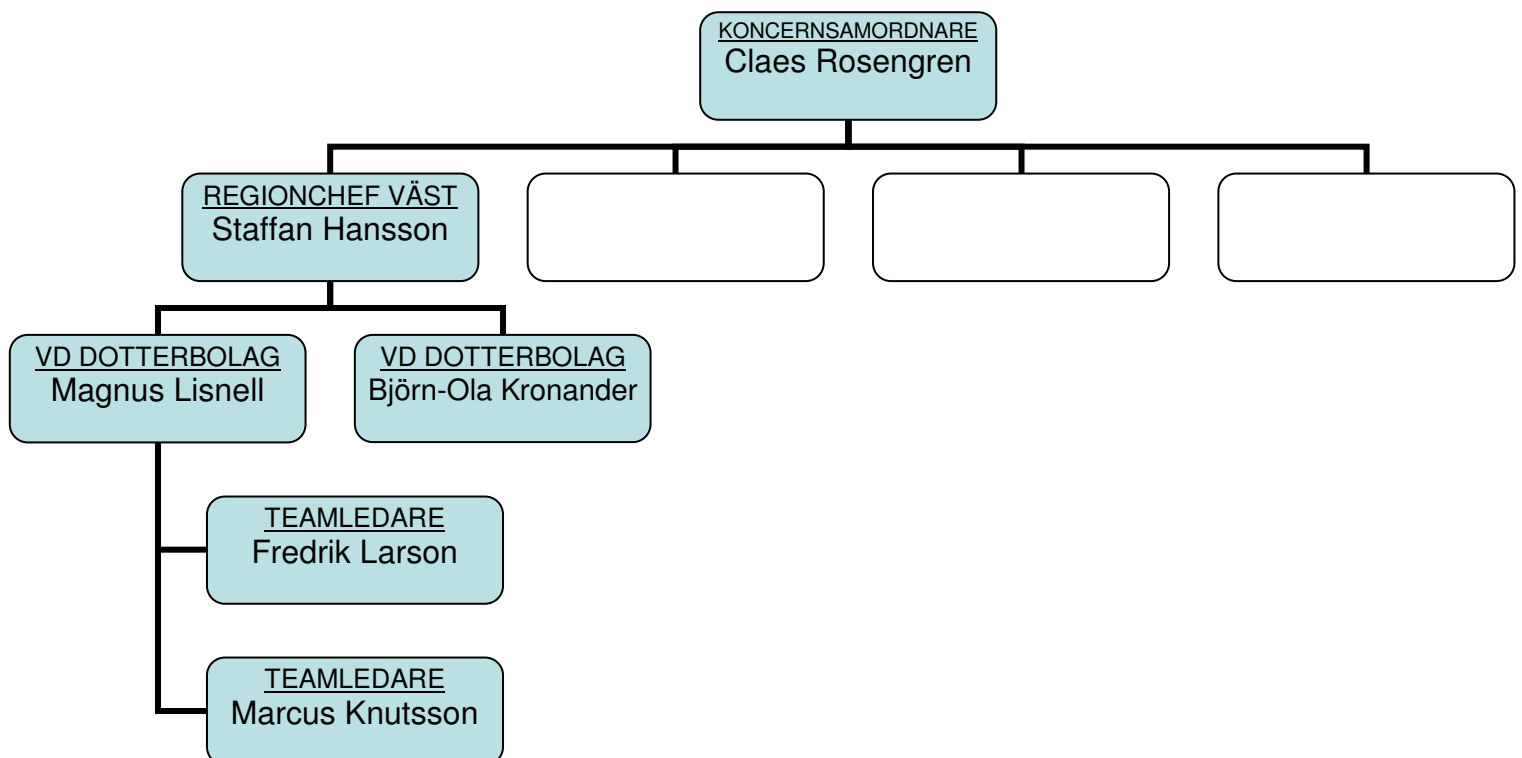 KONCERNSAMORDNARE
Claes Rosengren
REGIONCHEF VÄST
Staffan Hansson
VD DOTTERBOLAG
Magnus Lisnell
VD DOTTERBOLAG
Björn-Ola Kronander
TEAMLEDARE
Fredrik Larson
TEAMLEDARE
Marcus Knutsson